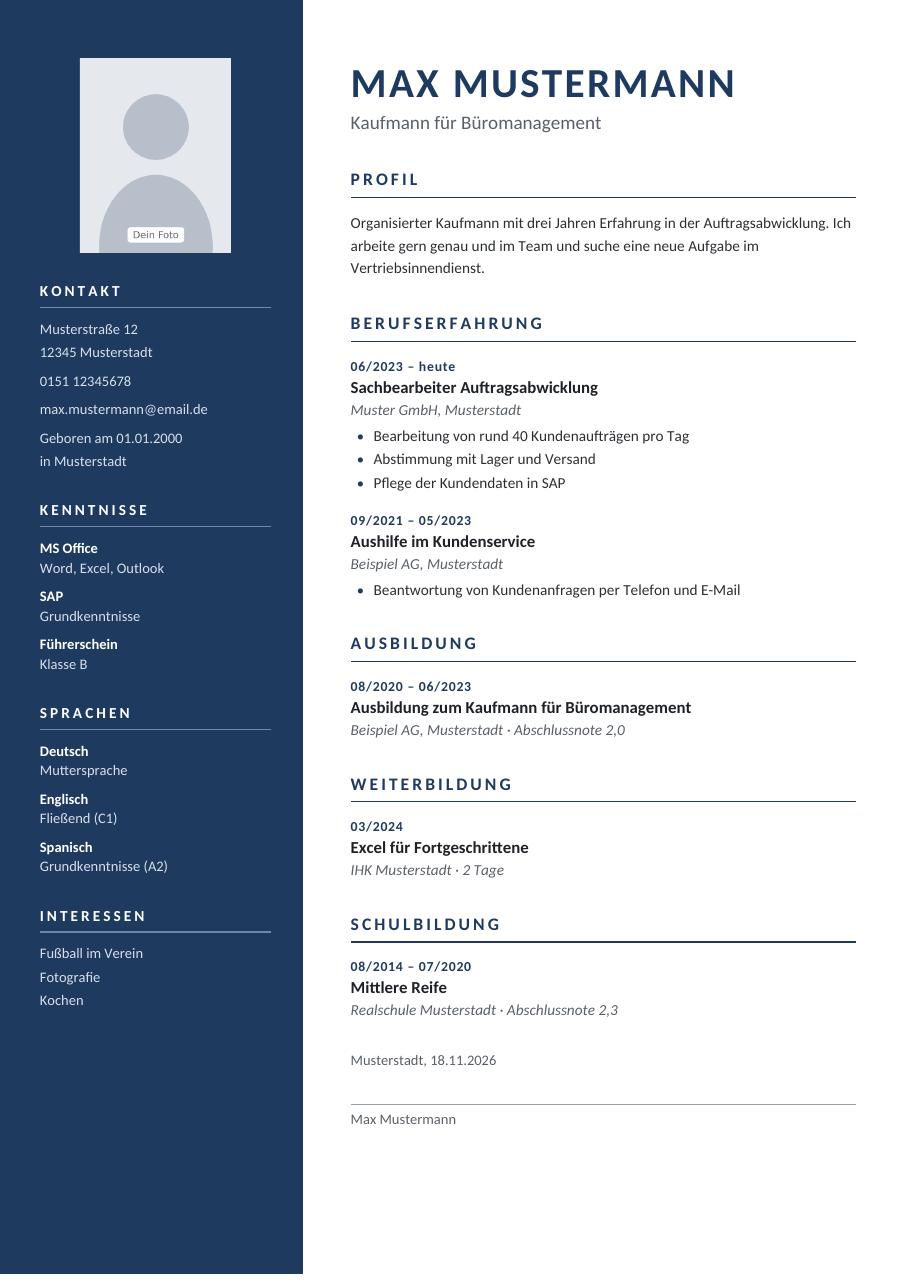 Dein Foto
KONTAKT
Musterstraße 12
12345 Musterstadt
0151 12345678
max.mustermann@email.de
Geboren am 01.01.2000
in Musterstadt
KENNTNISSE
MS Office
Word, Excel, Outlook
SAP
Grundkenntnisse
Führerschein
Klasse B
SPRACHEN
Deutsch
Muttersprache
Englisch
Fließend (C1)
Spanisch
Grundkenntnisse (A2)
INTERESSEN
Fußball im Verein
Fotografie
Kochen
MAX MUSTERMANN
Kaufmann für Büromanagement
PROFIL
Organisierter Kaufmann mit drei Jahren Erfahrung in der Auftragsabwicklung. Ich
arbeite gern genau und im Team und suche eine neue Aufgabe im
Vertriebsinnendienst.
BERUFSERFAHRUNG
06/2023 – heute
Sachbearbeiter Auftragsabwicklung
Muster GmbH, Musterstadt
• Bearbeitung von rund 40 Kundenaufträgen pro Tag
• Abstimmung mit Lager und Versand
• Pflege der Kundendaten in SAP
09/2021 – 05/2023
Aushilfe im Kundenservice
Beispiel AG, Musterstadt
• Beantwortung von Kundenanfragen per Telefon und E-Mail
AUSBILDUNG
08/2020 – 06/2023
Ausbildung zum Kaufmann für Büromanagement
Beispiel AG, Musterstadt · Abschlussnote 2,0
WEITERBILDUNG
03/2024
Excel für Fortgeschrittene
IHK Musterstadt · 2 Tage
SCHULBILDUNG
08/2014 – 07/2020
Mittlere Reife
Realschule Musterstadt · Abschlussnote 2,3
Musterstadt, 18.11.2026
Max Mustermann